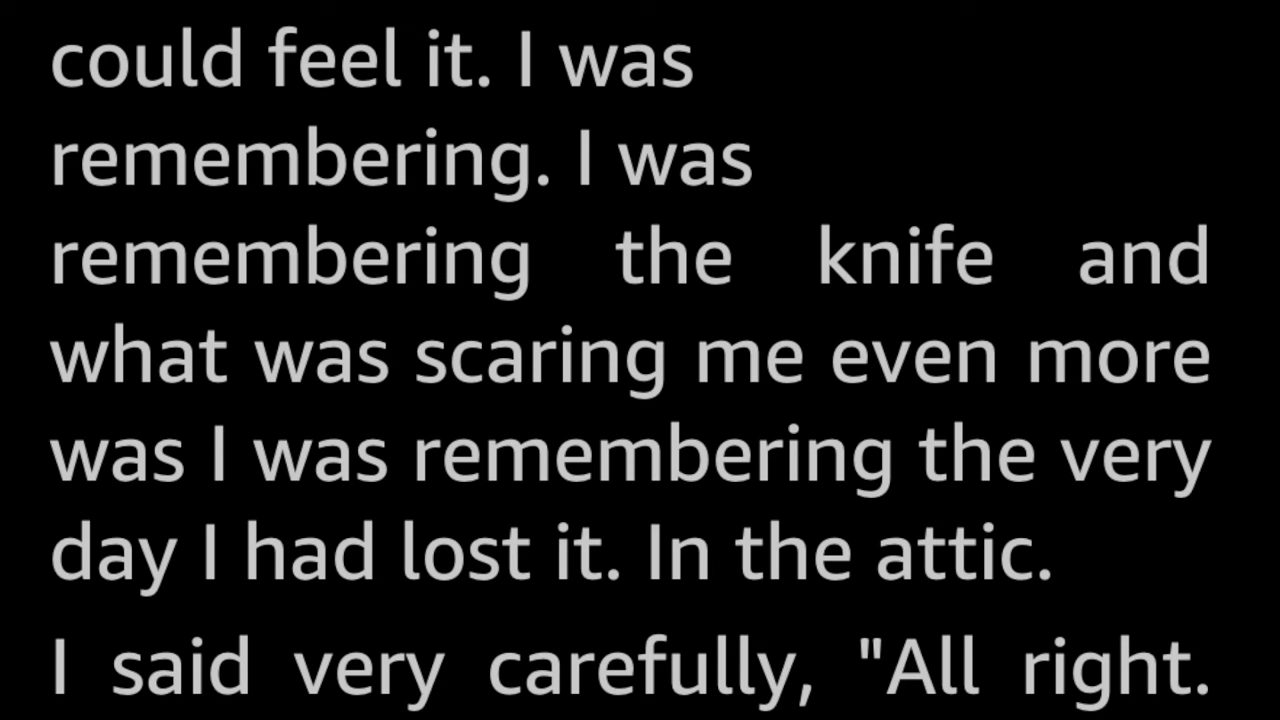 could feel it. I was
remembering. I was
remembering the knife and
what was scaring me even more
was I was remembering the very
day I had lost it. In the attic.
I said very carefully, "All right.